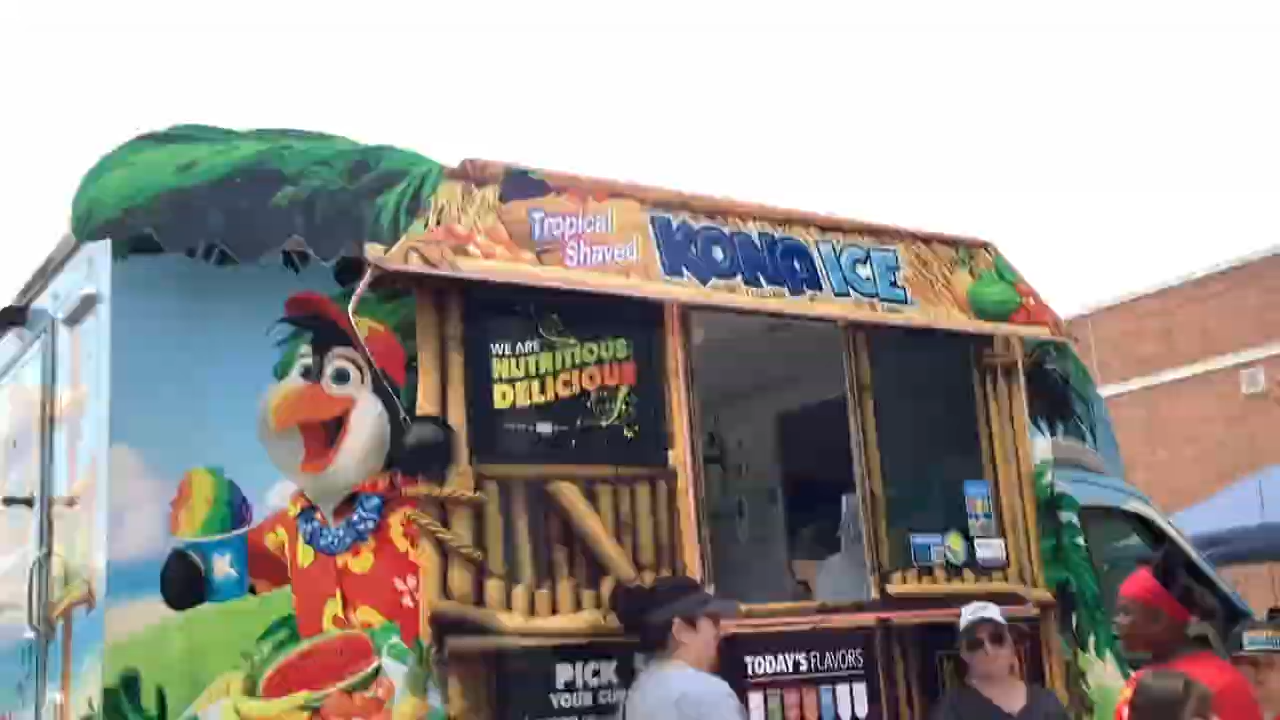 Tropical
Shaved
KONA ICE
WE ARE
NUTRITIOUS
DELICIOUS
PICK
YOUR CUP
TODAY'S FLAVORS